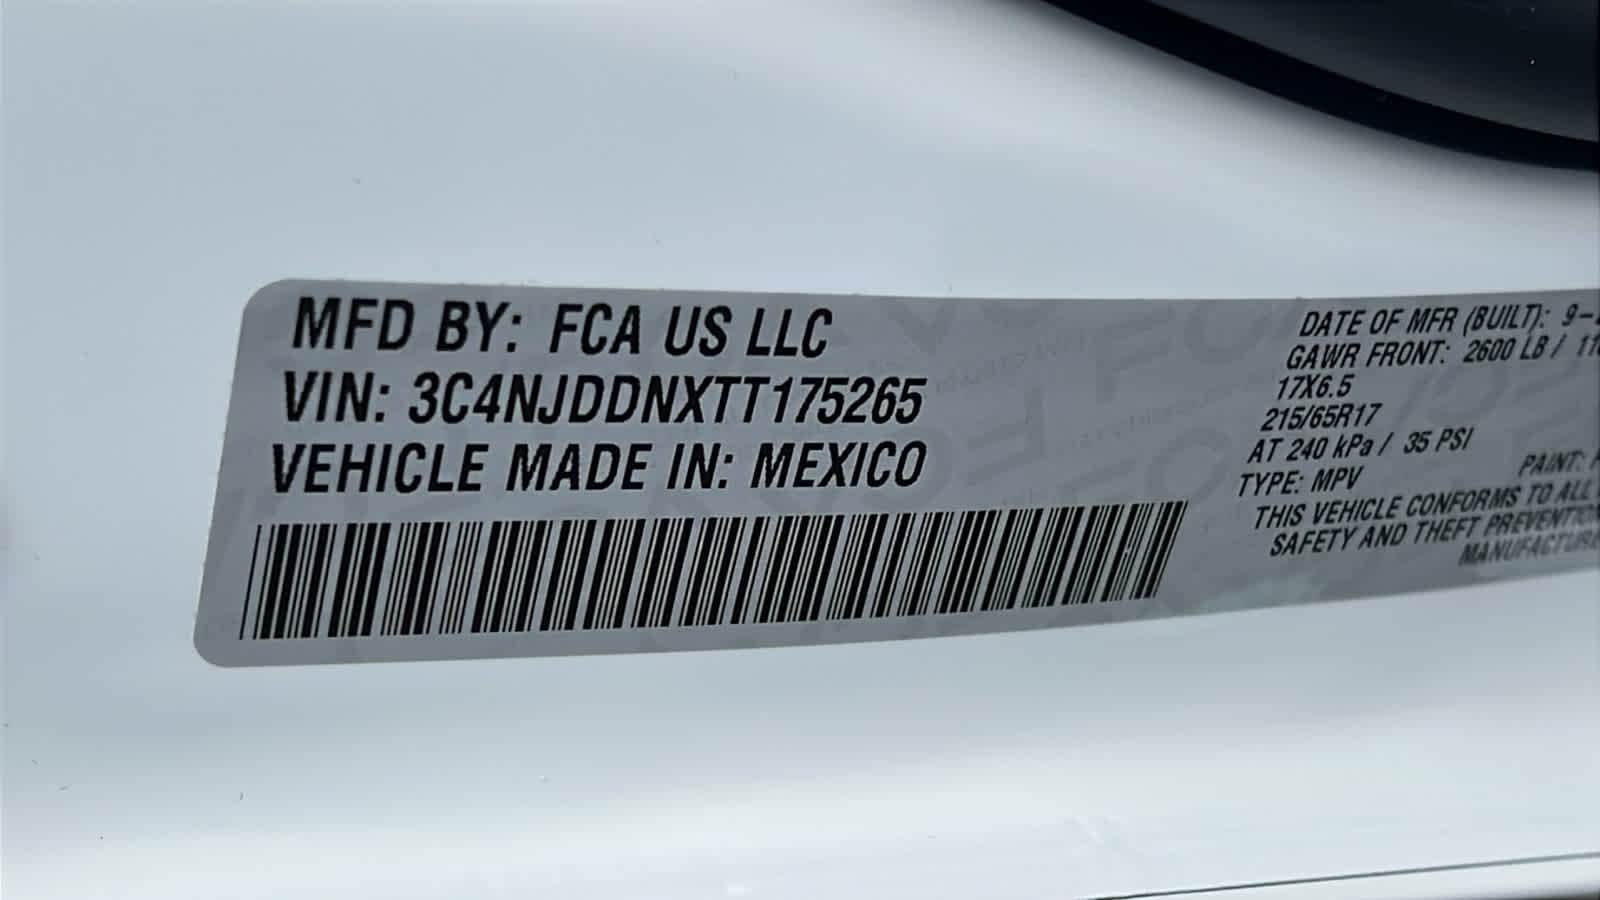 MFD BY: FCA US LLC
VIN: 3C4NJDDNXTT175265
VEHICLE MADE IN: MEXICO
DATE OF MFR (BUILT): 9-
GAWR FRONT: 2600 LB /
17X6.5
215/65R17
AT 240 kPa / 35 PSI
TYPE: MPV
PAINT:
THIS VEHICLE CONFORMS TO ALL
SAFETY AND THEFT PREVENTION
MANUFACTURE